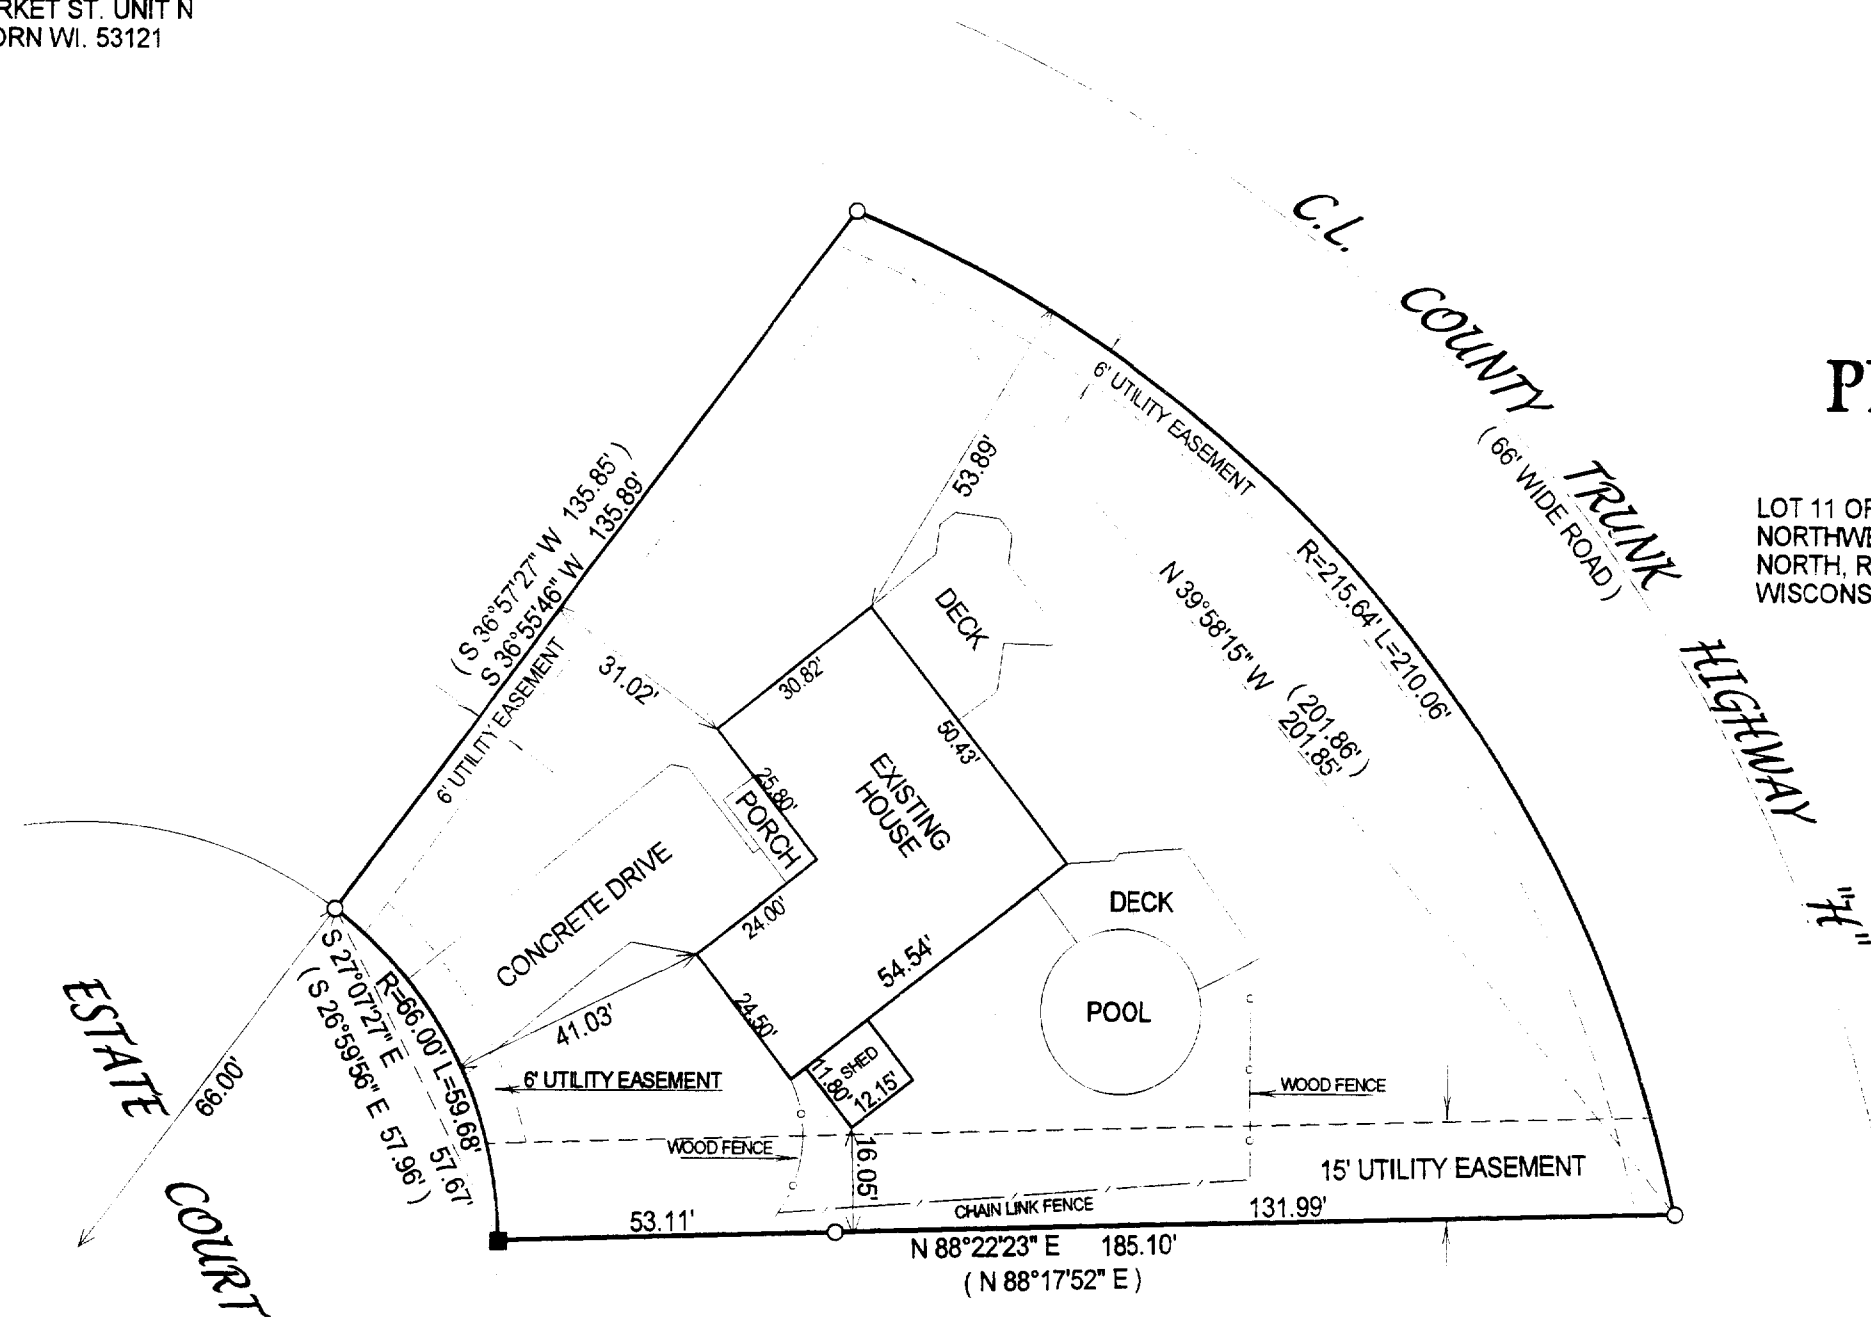 RKET ST. UNIT N
ORN WI. 53121
C.L. COUNTY TRUNK HIGHWAY "H"
( 66' WIDE ROAD )
LOT 11 OF
NORTHWE
NORTH, R
WISCONS
6' UTILITY EASEMENT
53.89'
R=215.64' L=210.06'
N 39°58'15" W
( 201.86' )
201.85'
( S 36°57'27" W 135.85' )
S 36°55'46" W 135.89'
6' UTILITY EASEMENT
31.02'
30.82'
DECK
50.43'
EXISTING
HOUSE
25.80'
PORCH
CONCRETE DRIVE
24.00'
54.54'
DECK
POOL
24.50'
41.03'
SHED
11.80'
12.15'
6' UTILITY EASEMENT
WOOD FENCE
WOOD FENCE
16.05'
15' UTILITY EASEMENT
CHAIN LINK FENCE
53.11'
131.99'
N 88°22'23" E 185.10'
( N 88°17'52" E )
R=66.00' L=59.68'
S 27°07'27" E 57.67'
( S 26°59'56" E 57.96' )
66.00'
ESTATE COURT